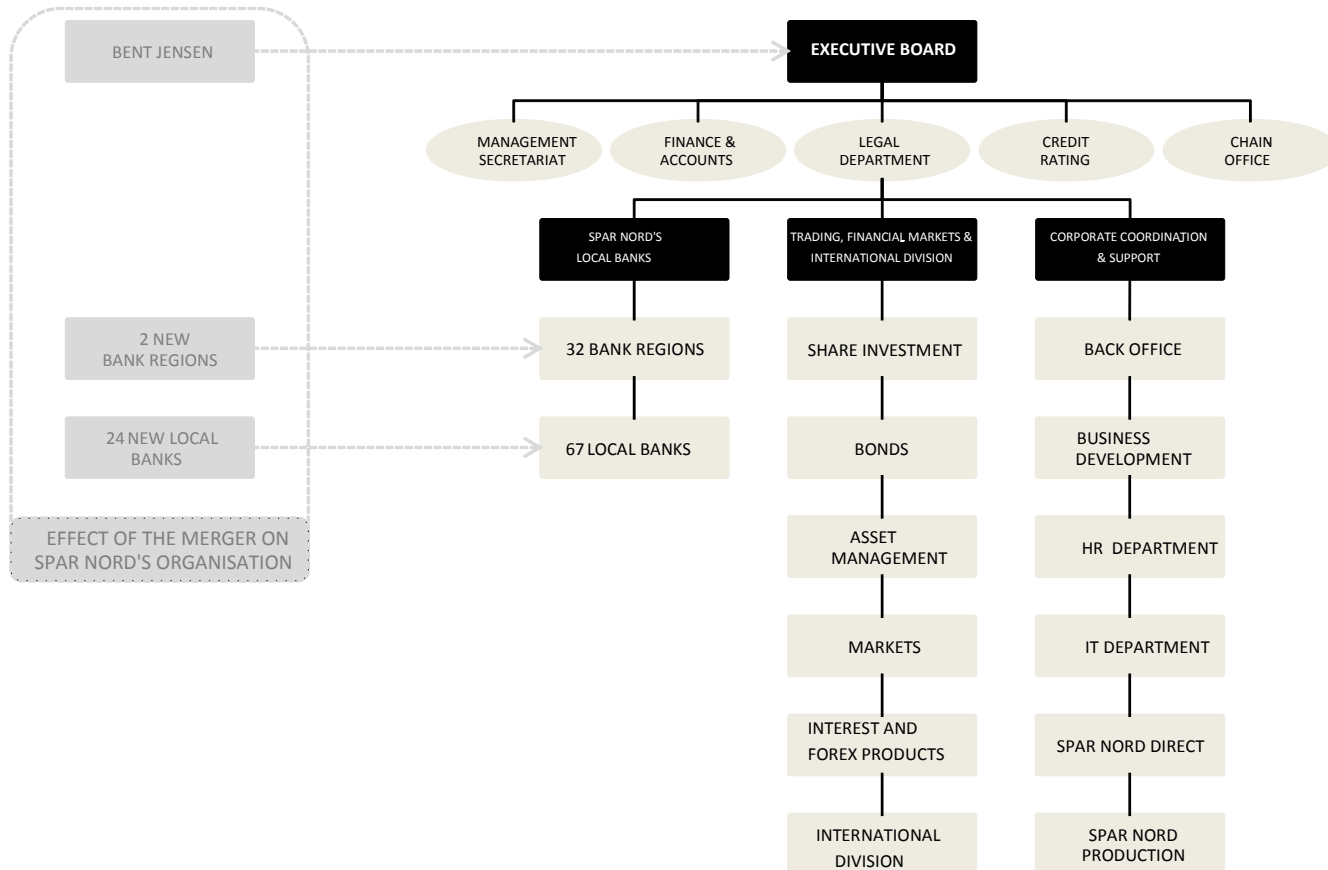 BENT JENSEN
EXECUTIVE BOARD
MANAGEMENT
SECRETARIAT
FINANCE &
ACCOUNTS
LEGAL
DEPARTMENT
CREDIT
RATING
CHAIN
OFFICE
SPAR NORD'S
LOCAL BANKS
TRADING, FINANCIAL MARKETS &
INTERNATIONAL DIVISION
CORPORATE COORDINATION
& SUPPORT
2 NEW
BANK REGIONS
32 BANK REGIONS
SHARE INVESTMENT
BACK OFFICE
24 NEW LOCAL
BANKS
67 LOCAL BANKS
BONDS
BUSINESS
DEVELOPMENT
EFFECT OF THE MERGER ON
SPAR NORD'S ORGANISATION
ASSET
MANAGEMENT
HR DEPARTMENT
MARKETS
IT DEPARTMENT
INTEREST AND
FOREX PRODUCTS
SPAR NORD DIRECT
INTERNATIONAL
DIVISION
SPAR NORD
PRODUCTION